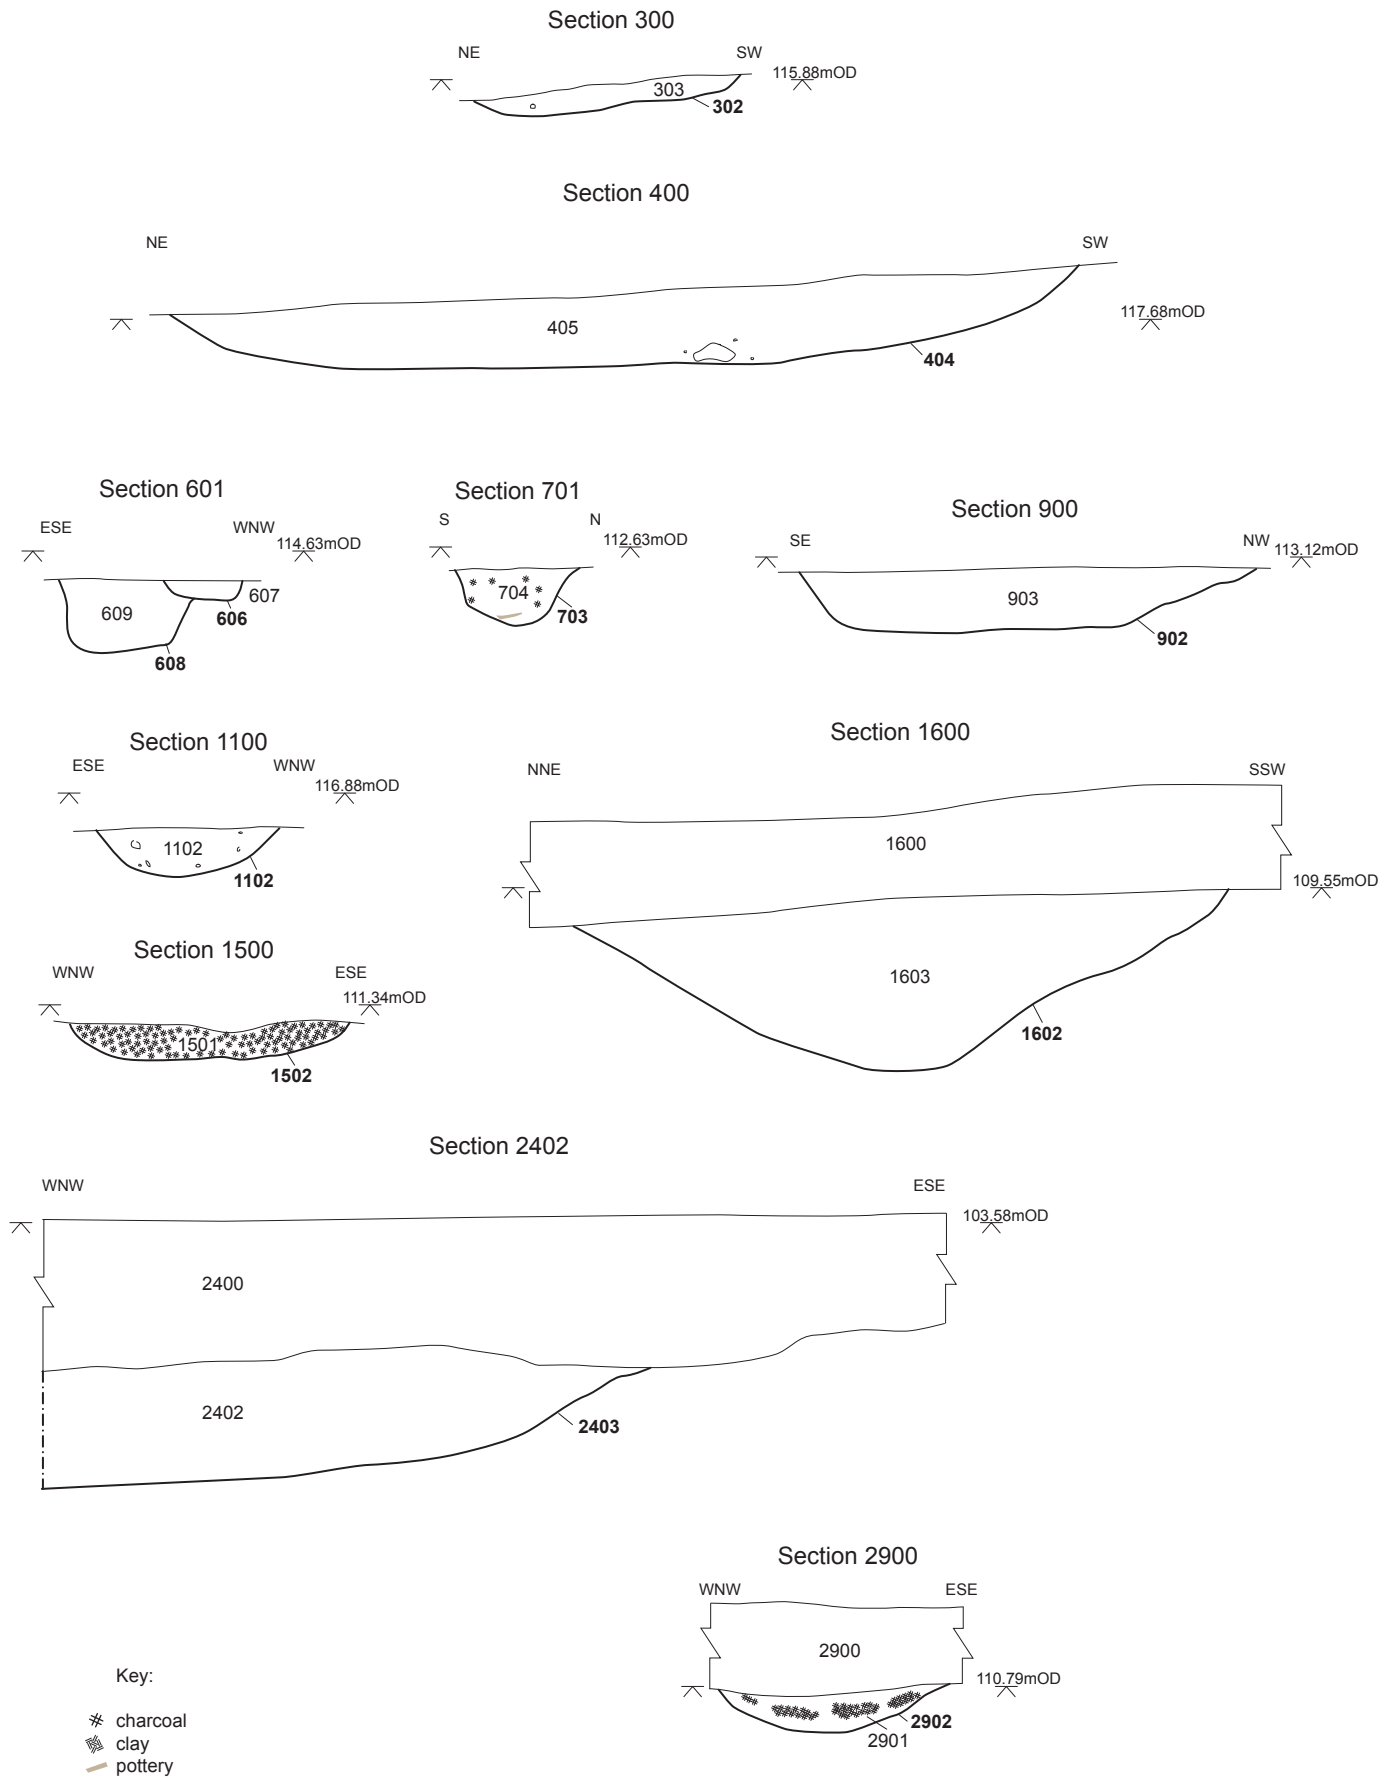 Section 300
NE SW
115.88mOD
303
302
Section 400
NE SW
117.68mOD
405
404
Section 601
ESE WNW
114.63mOD
609
607
606
608
Section 701
S N
112.63mOD
704
703
Section 900
SE NW
113.12mOD
903
902
Section 1100
ESE WNW
116.88mOD
1102
1102
Section 1600
NNE SSW
1600
109.55mOD
1603
1602
Section 1500
WNW ESE
111.34mOD
1501
1502
Section 2402
WNW ESE
103.58mOD
2400
2402
2403
Section 2900
WNW ESE
2900
110.79mOD
2902
2901
Key:
charcoal
clay
pottery